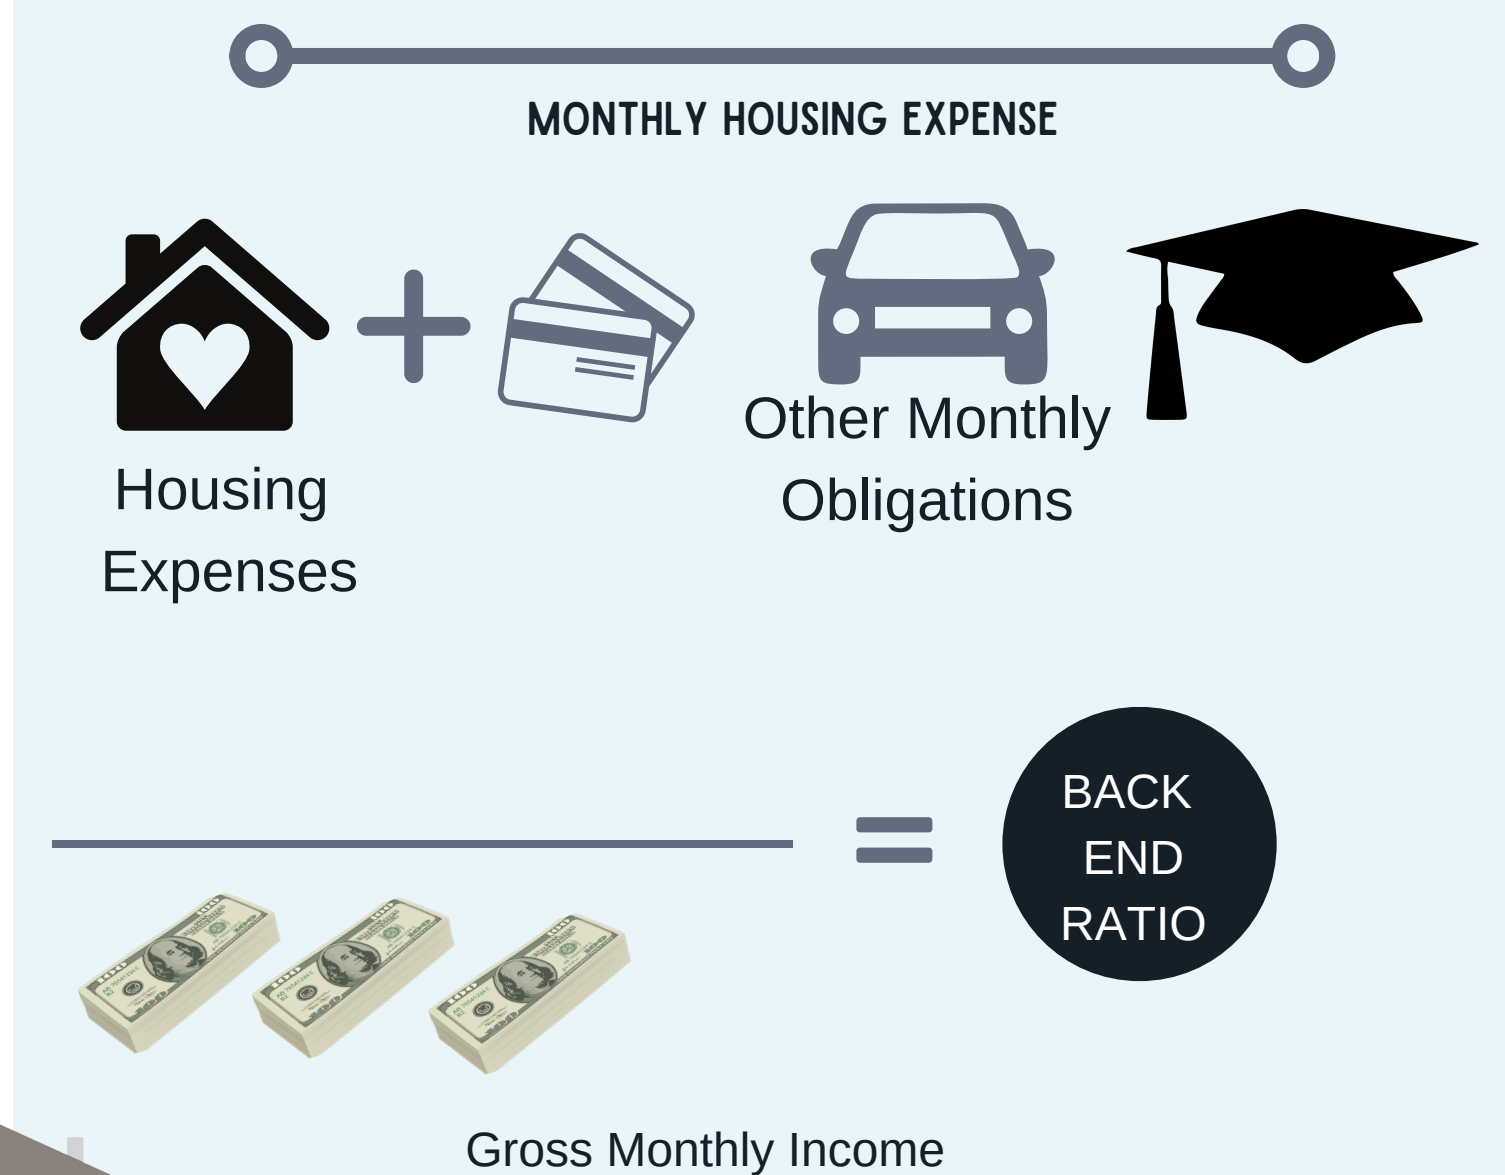 MONTHLY HOUSING EXPENSE
Other Monthly
Obligations
Housing
Expenses
BACK
END
RATIO
Gross Monthly Income